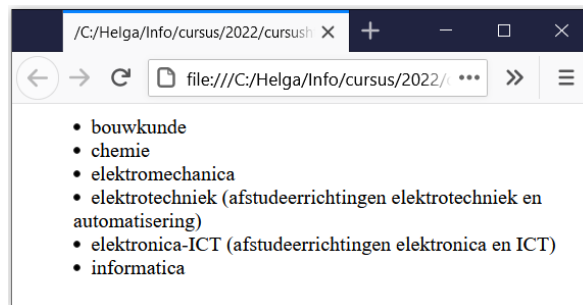 /C:/Helga/Info/cursus/2022/cursush
file:///C:/Helga/Info/cursus/2022/
• bouwkunde
• chemie
• elektromechanica
• elektrotechniek (afstudeerrichtingen elektrotechniek en
automatisering)
• elektronica-ICT (afstudeerrichtingen elektronica en ICT)
• informatica